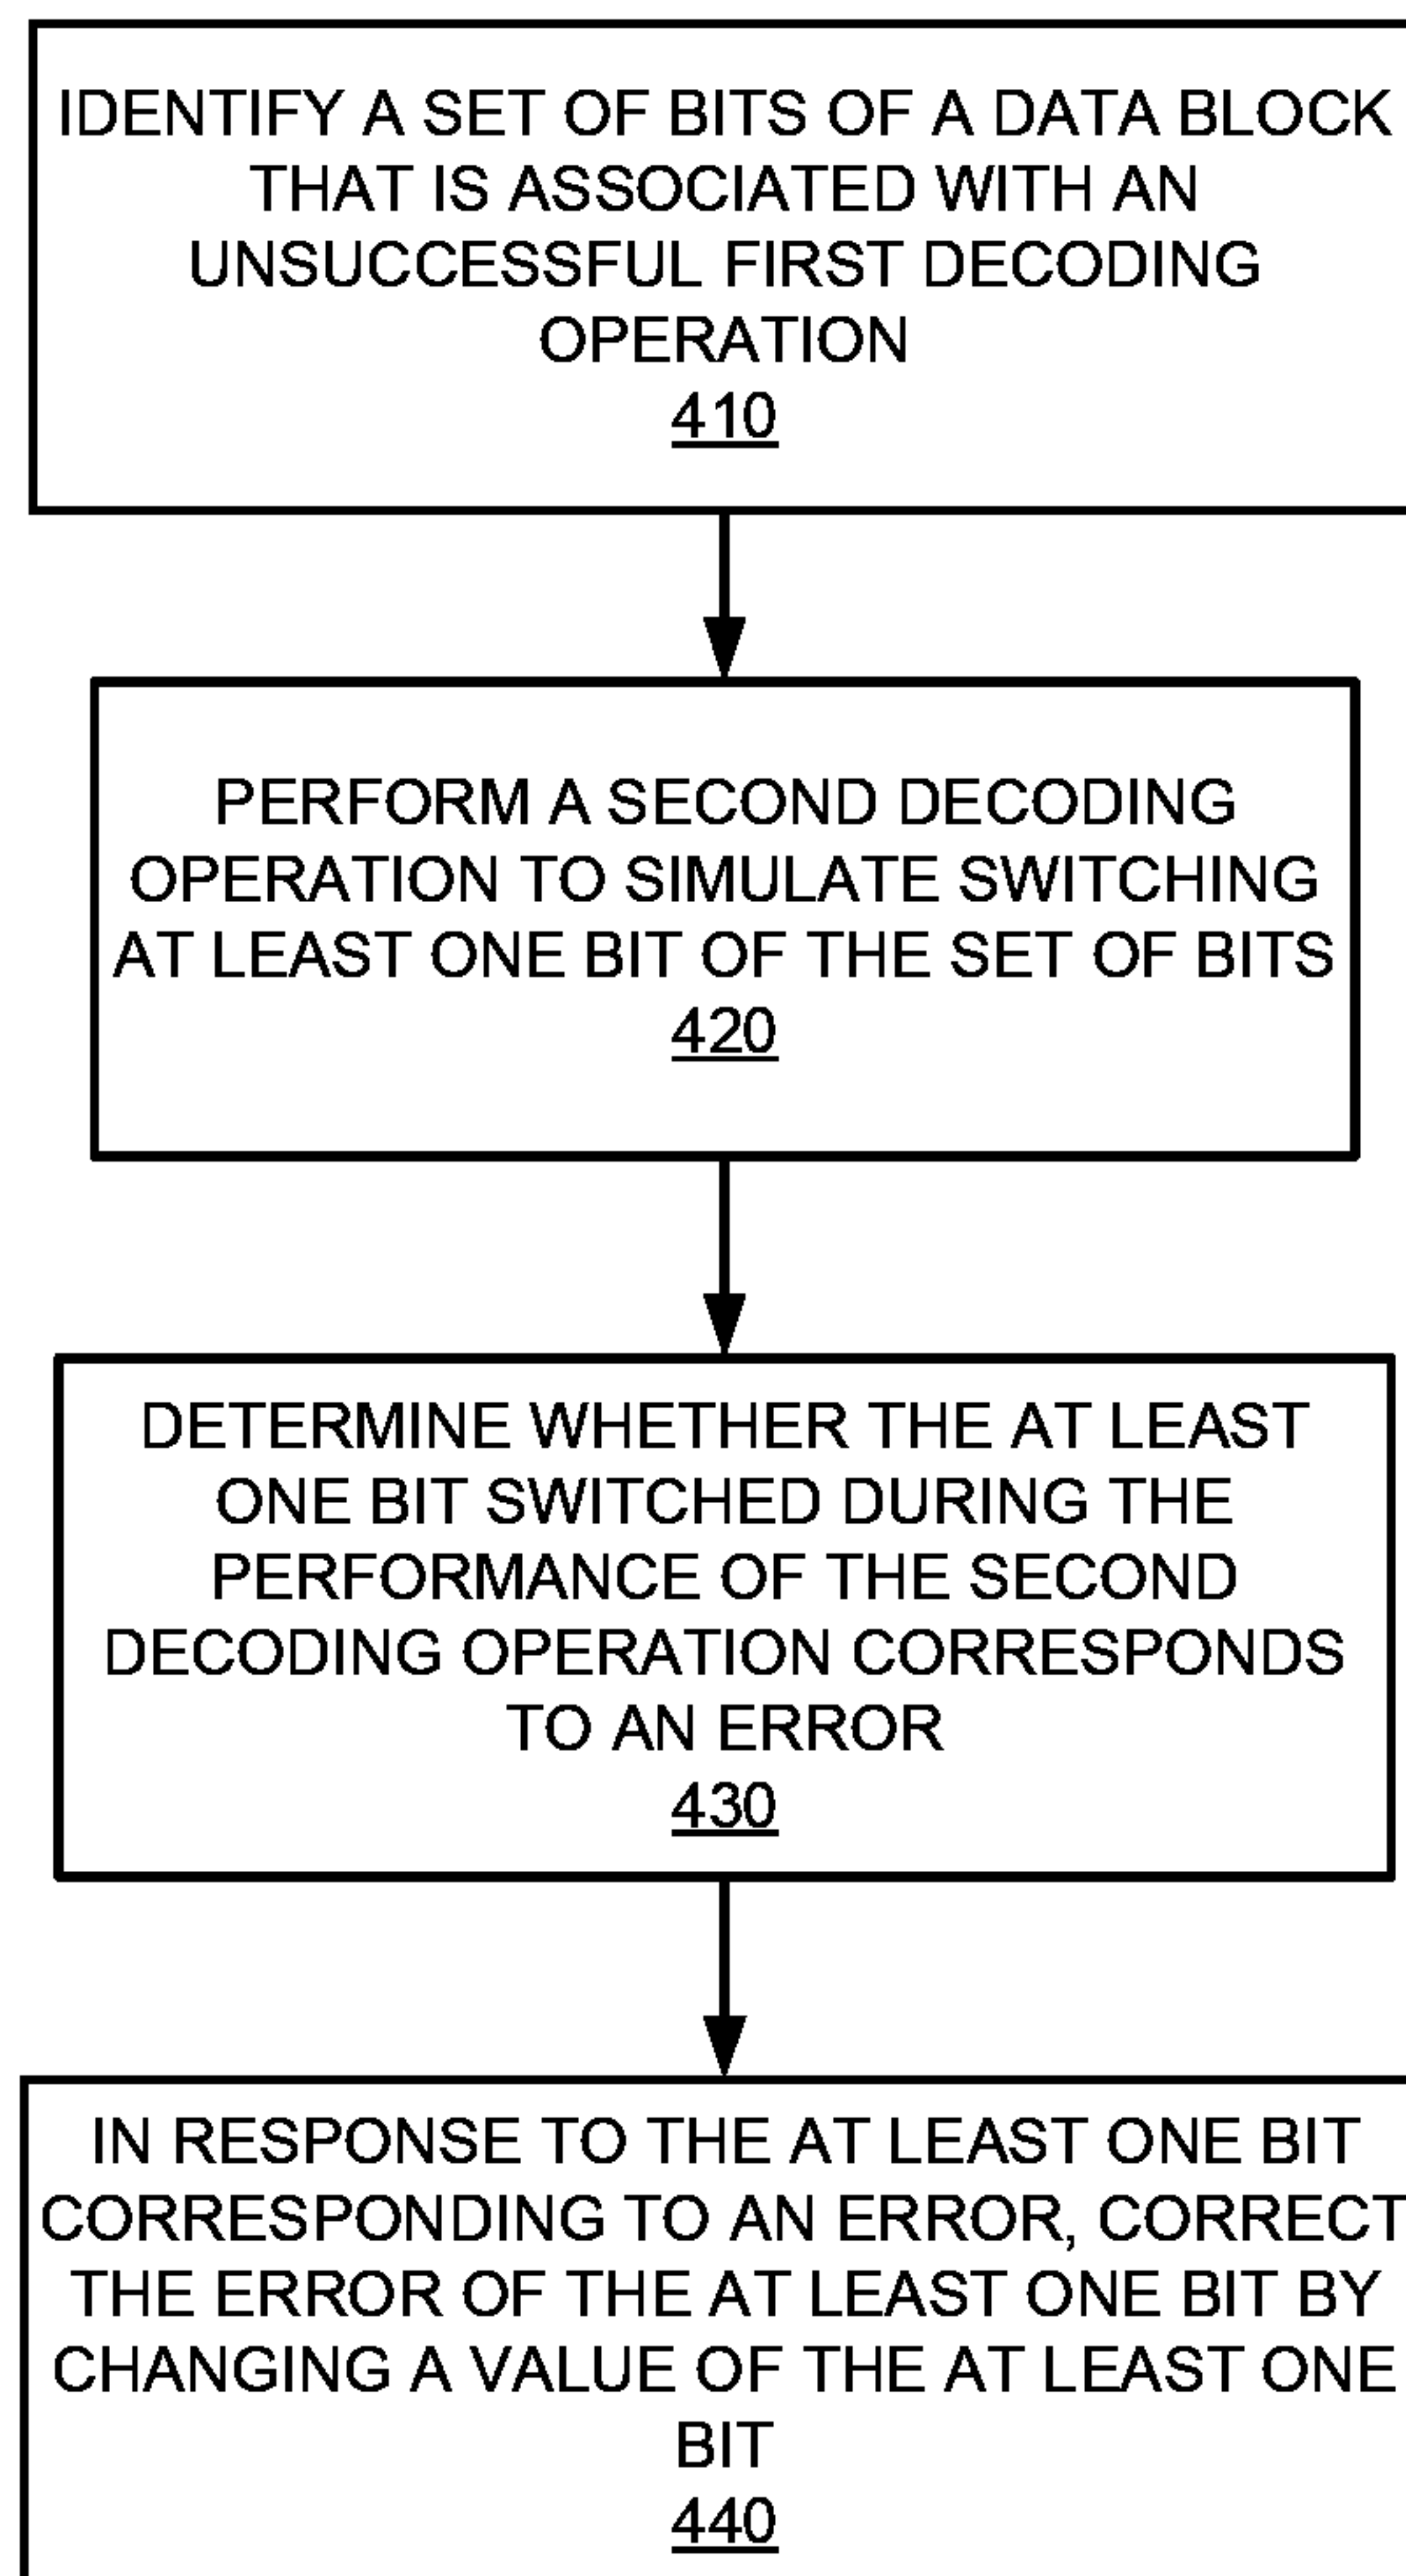 IDENTIFY A SET OF BITS OF A DATA BLOCK
THAT IS ASSOCIATED WITH AN
UNSUCCESSFUL FIRST DECODING
OPERATION
410
PERFORM A SECOND DECODING
OPERATION TO SIMULATE SWITCHING
AT LEAST ONE BIT OF THE SET OF BITS
420
DETERMINE WHETHER THE AT LEAST
ONE BIT SWITCHED DURING THE
PERFORMANCE OF THE SECOND
DECODING OPERATION CORRESPONDS
TO AN ERROR
430
IN RESPONSE TO THE AT LEAST ONE BIT
CORRESPONDING TO AN ERROR, CORRECT
THE ERROR OF THE AT LEAST ONE BIT BY
CHANGING A VALUE OF THE AT LEAST ONE
BIT
440